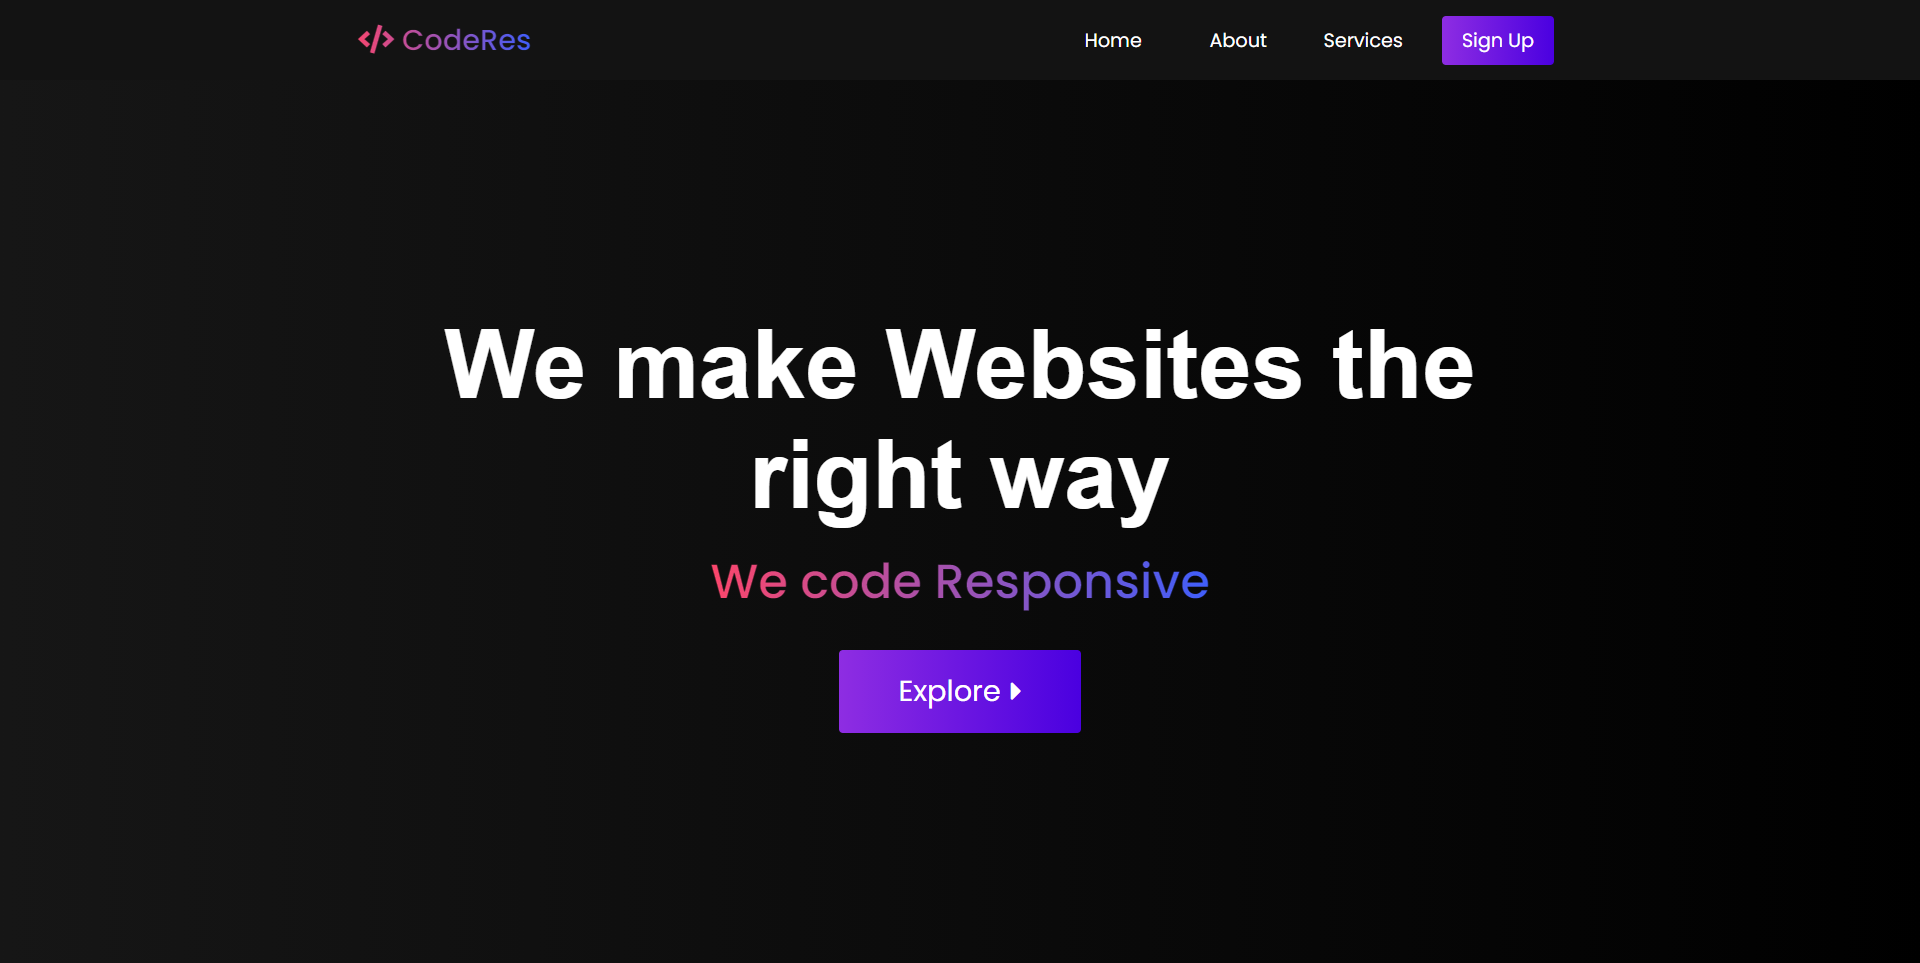 </> CodeRes
Home
About
Services
Sign Up
We make Websites the
right way
We code Responsive
Explore